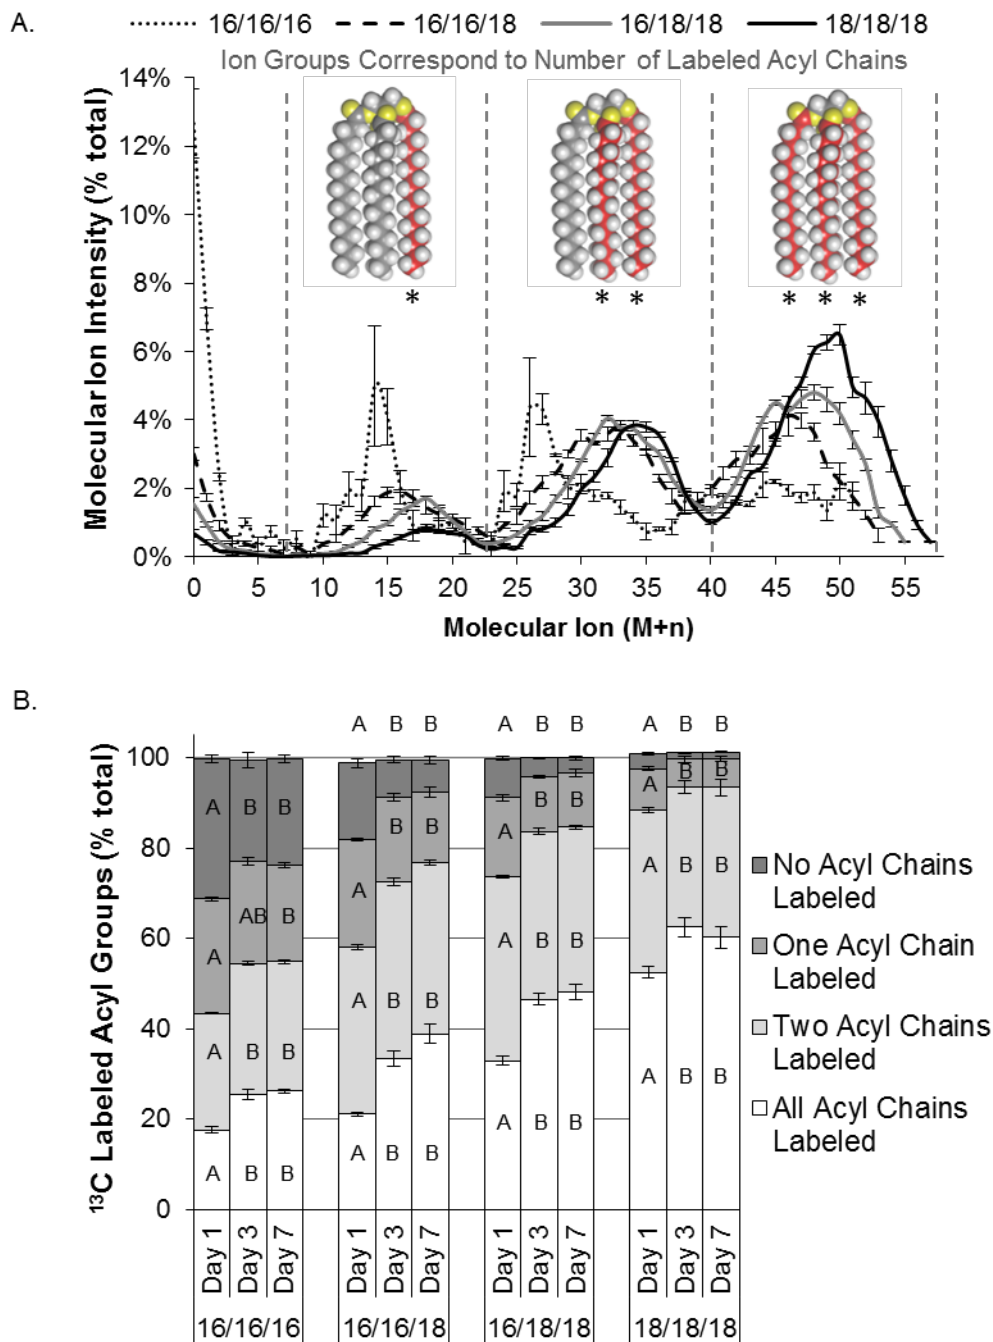 A.
16/16/16 16/16/18 16/18/18 18/18/18
Ion Groups Correspond to Number of Labeled Acyl Chains
Molecular Ion Intensity (% total)
14%
12%
10%
8%
6%
4%
2%
0%
*
* *
* * *
0 5 10 15 20 25 30 35 40 45 50 55
Molecular Ion (M+n)
B.
13C Labeled Acyl Groups (% total)
100
80
60
40
20
0
A B B A B B A B B
A B B
A AB B
A B B
A B B
A B B
A B B
A B B
A B B
A B B
A B B
A B B
A B B
A B B
A B B
No Acyl Chains
Labeled
One Acyl Chain
Labeled
Two Acyl Chains
Labeled
All Acyl Chains
Labeled
Day 1 Day 3 Day 7 Day 1 Day 3 Day 7 Day 1 Day 3 Day 7 Day 1 Day 3 Day 7
16/16/16 16/16/18 16/18/18 18/18/18